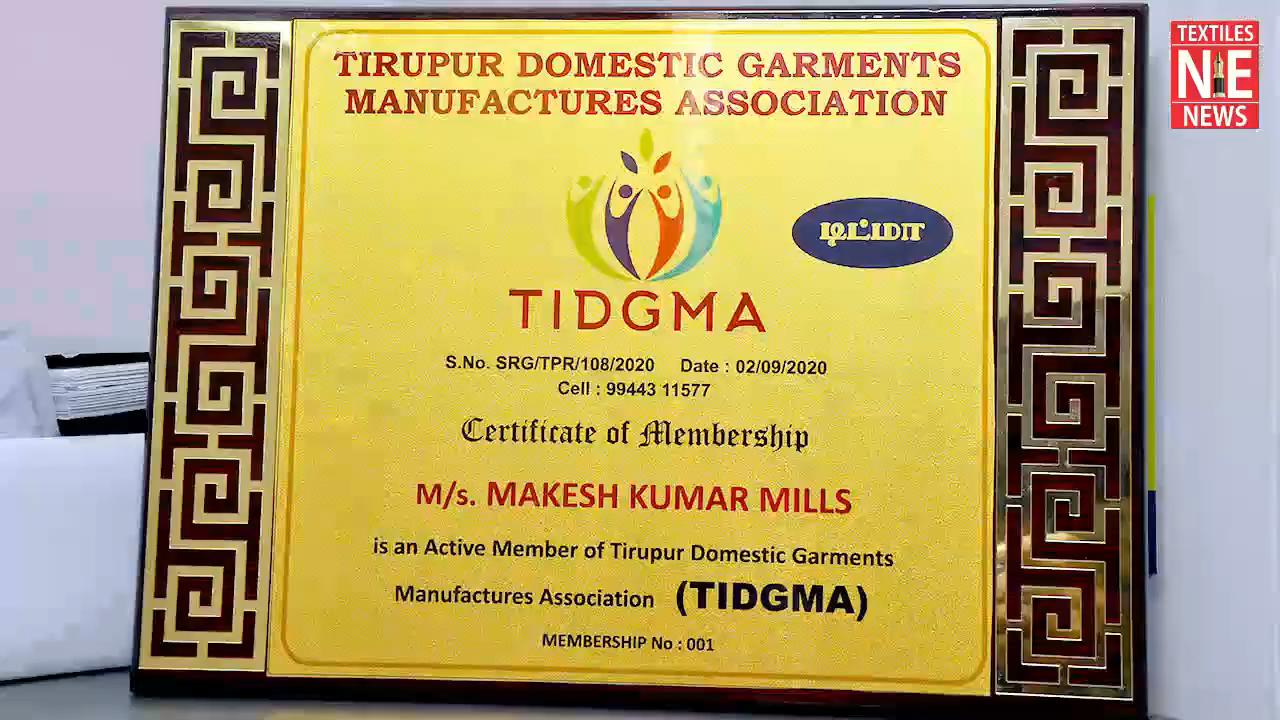 TEXTILES
NIE
NEWS
TIRUPUR DOMESTIC GARMENTS
MANUFACTURES ASSOCIATION
டிட்மா
TIDGMA
S.No. SRG/TPR/108/2020 Date : 02/09/2020
Cell : 99443 11577
Certificate of Membership
M/s. MAKESH KUMAR MILLS
is an Active Member of Tirupur Domestic Garments
Manufactures Association (TIDGMA)
MEMBERSHIP No : 001